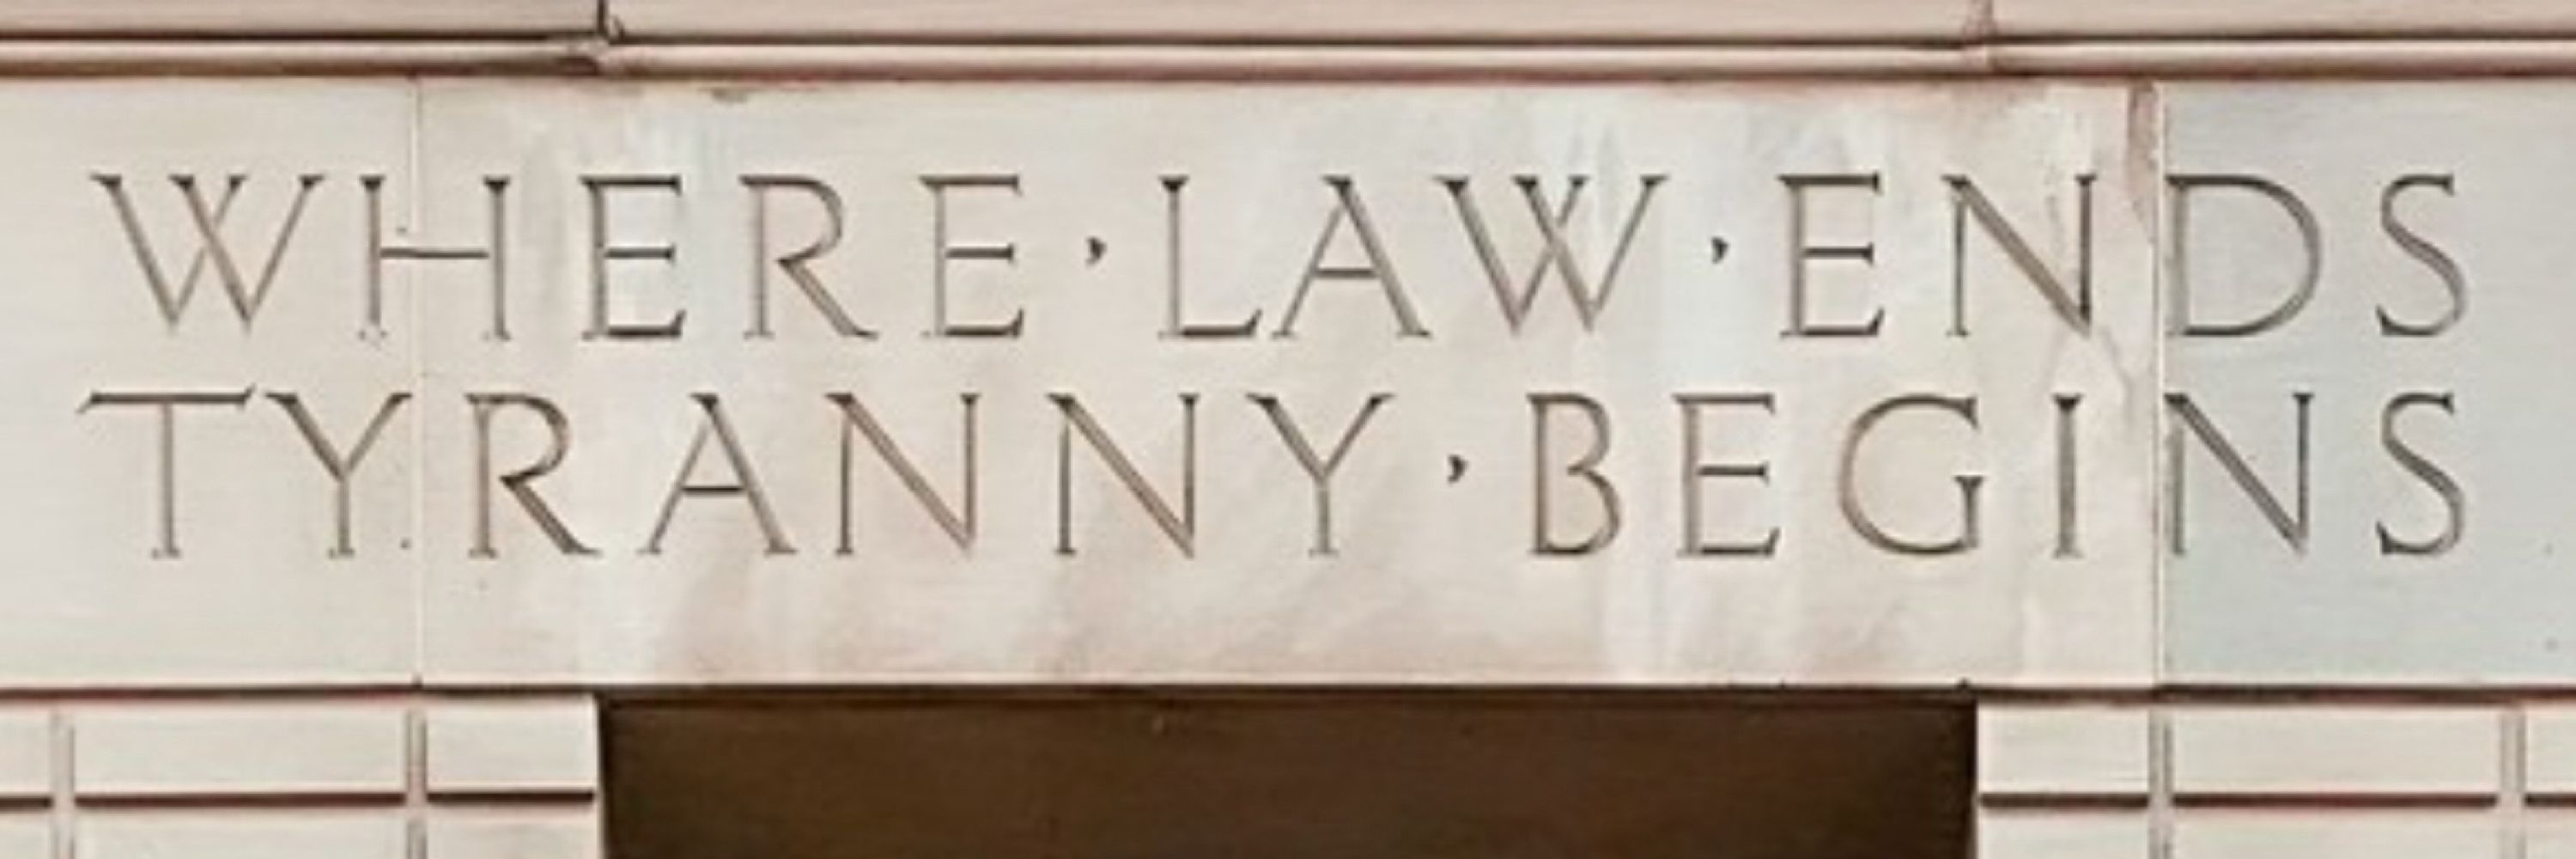 WHERE ❜ LAW ❜ ENDS
TYRANNY ❜ BEGINS